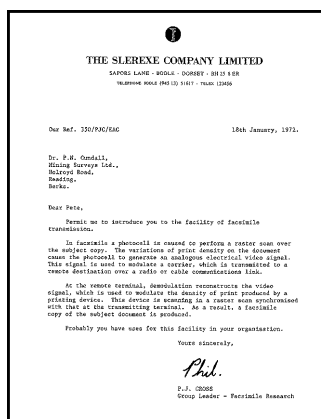 THE SLEREXE COMPANY LIMITED
SAPORS LANE - BOOLE - DORSET - BH 25 8 ER
TELEPHONE BOOLE (945 13) 51617 - TELEX 123456
Our Ref. 350/PJC/EAC 18th January, 1972.
Dr. P.N. Cundall,
Mining Surveys Ltd.,
Holroyd Road,
Reading,
Berks.
Dear Pete,
Permit me to introduce you to the facility of facsimile
transmission.
In facsimile a photocell is caused to perform a raster scan over
the subject copy. The variations of print density on the document
cause the photocell to generate an analogous electrical video signal.
This signal is used to modulate a carrier, which is transmitted to a
remote destination over a radio or cable communications link.
At the remote terminal, demodulation reconstructs the video
signal, which is used to modulate the density of print produced by a
printing device. This device is scanning in a raster scan synchronised
with that at the transmitting terminal. As a result, a facsimile
copy of the subject document is produced.
Probably you have uses for this facility in your organisation.
Yours sincerely,
Phil.
P.J. CROSS
Group Leader - Facsimile Research